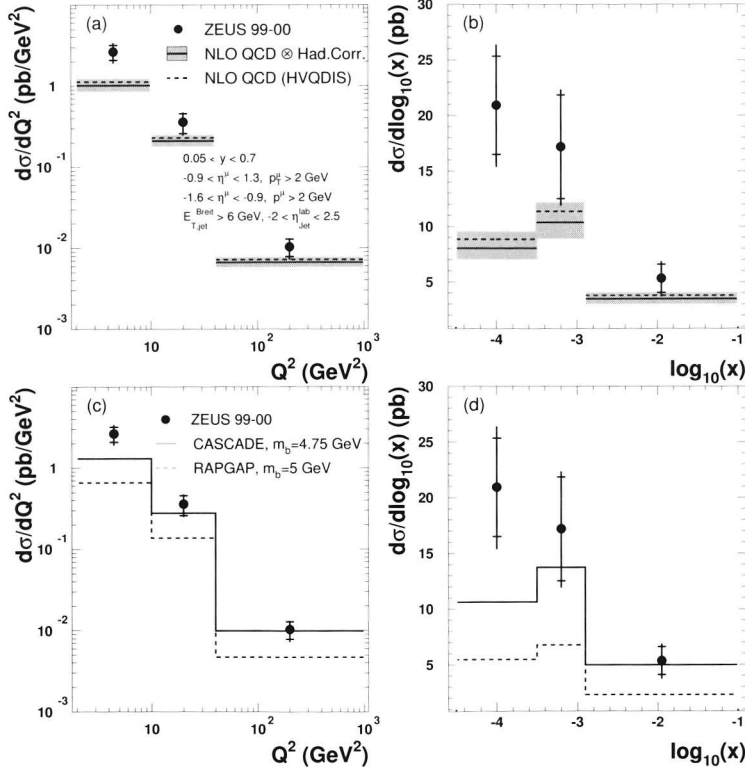 (a)
ZEUS 99-00
NLO QCD ⊗ Had.Corr.
NLO QCD (HVQDIS)
0.05 < y < 0.7
-0.9 < η^μ < 1.3, p_T^μ > 2 GeV
-1.6 < η^μ < -0.9, p^μ > 2 GeV
E_{T,jet}^{Breit} > 6 GeV, -2 < η_{Jet}^{lab} < 2.5
dσ/dQ² (pb/GeV²)
1
10⁻¹
10⁻²
10⁻³
10
10²
10³
Q² (GeV²)
(b)
dσ/dlog₁₀(x) (pb)
30
25
20
15
10
5
-4
-3
-2
-1
log₁₀(x)
(c)
ZEUS 99-00
CASCADE, m_b=4.75 GeV
RAPGAP, m_b=5 GeV
dσ/dQ² (pb/GeV²)
1
10⁻¹
10⁻²
10⁻³
10
10²
10³
Q² (GeV²)
(d)
dσ/dlog₁₀(x) (pb)
30
25
20
15
10
5
-4
-3
-2
-1
log₁₀(x)